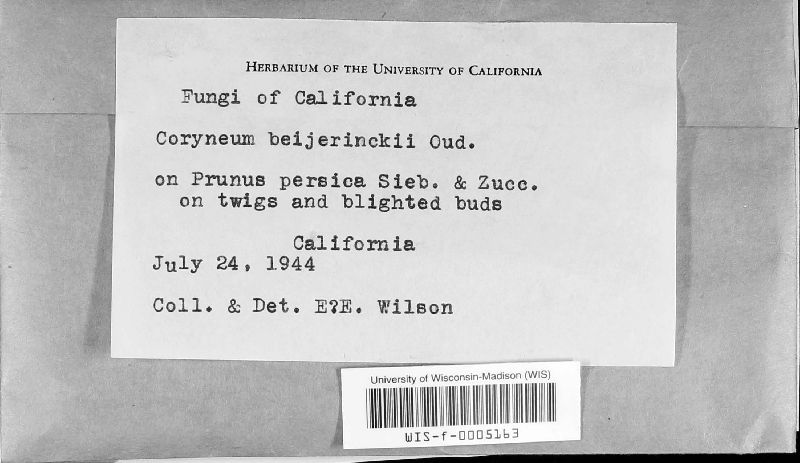 HERBARIUM OF THE UNIVERSITY OF CALIFORNIA
Fungi of California
Coryneum beijerinckii Oud.
on Prunus persica Sieb. & Zucc.
on twigs and blighted buds
California
July 24, 1944
Coll. & Det. E?E. Wilson
University of Wisconsin-Madison (WIS)
WIS-f-0005163